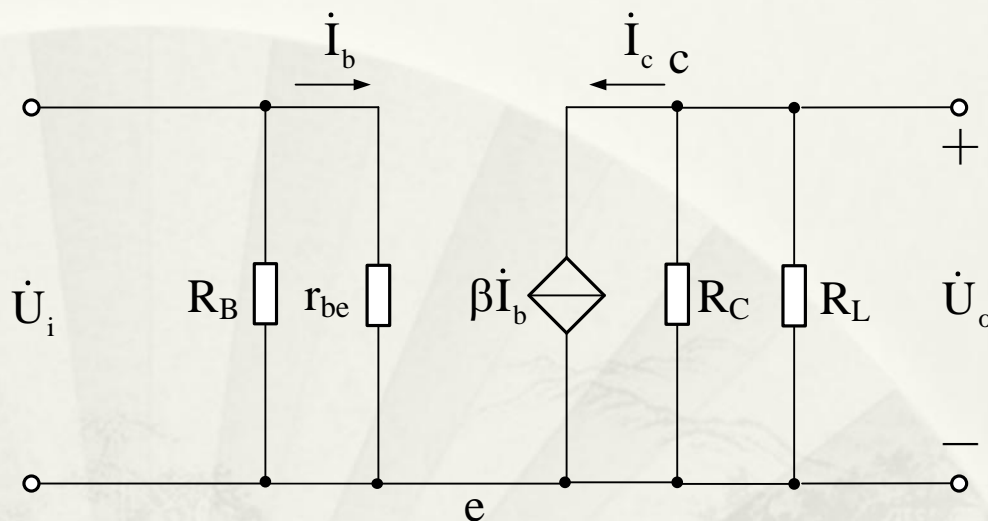 İ_b
İ_c c
+
U̇_i
R_B
r_be
βİ_b
R_C
R_L
U̇_o
—
e